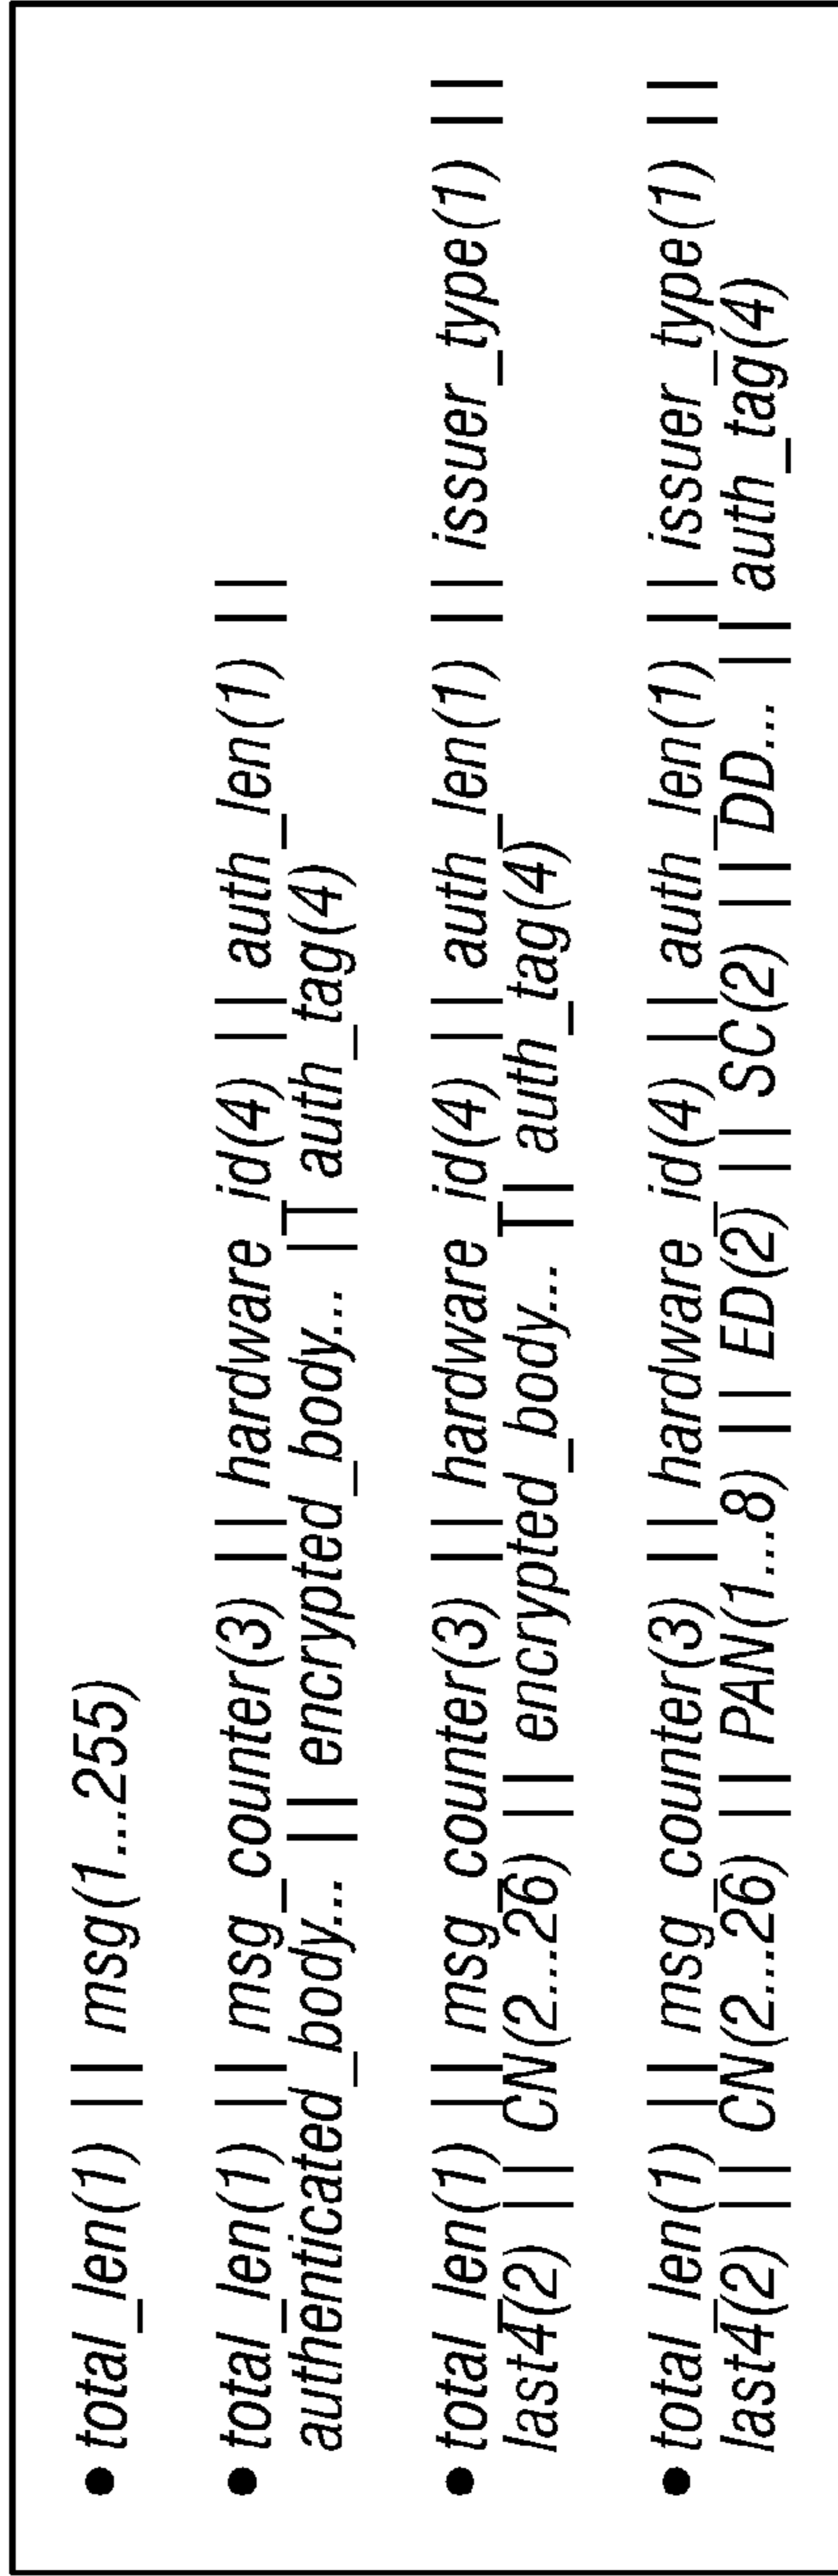 • total_len(1) || msg(1...255)
• total_len(1) || msg_counter(3) || hardware_id(4) || auth_len(1) ||
authenticated_body... || encrypted_body... || auth_tag(4)
• total_len(1) || msg_counter(3) || hardware_id(4) || auth_len(1) || issuer_type(1) ||
last4(2) || CN(2...26) || encrypted_body... || auth_tag(4)
• total_len(1) || msg_counter(3) || hardware_id(4) || auth_len(1) || issuer_type(1) ||
last4(2) || CN(2...26) || PAN(1...8) || ED(2) || SC(2) || DD... || auth_tag(4)